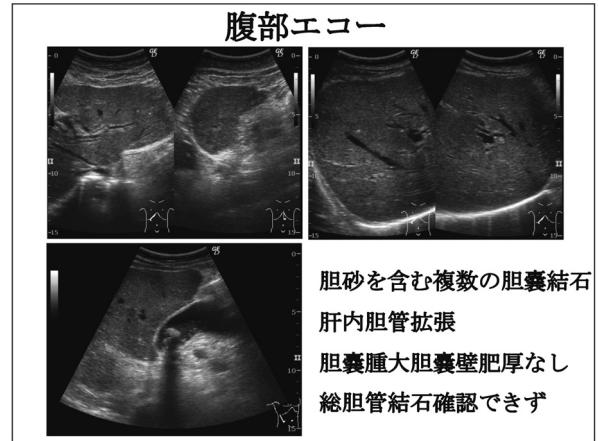 腹部エコー
胆砂を含む複数の胆嚢結石
肝内胆管拡張
胆嚢腫大胆嚢壁肥厚なし
総胆管結石確認できず